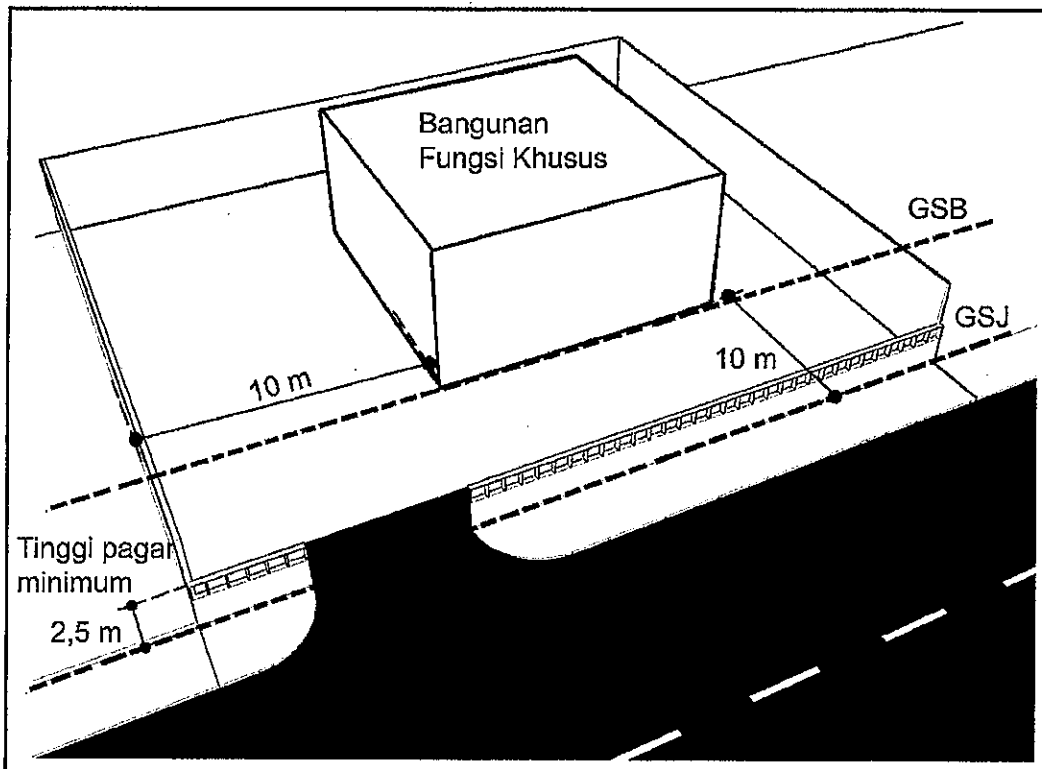 Bangunan
Fungsi Khusus
GSB
GSJ
10 m
10 m
Tinggi pagar
minimum
2,5 m